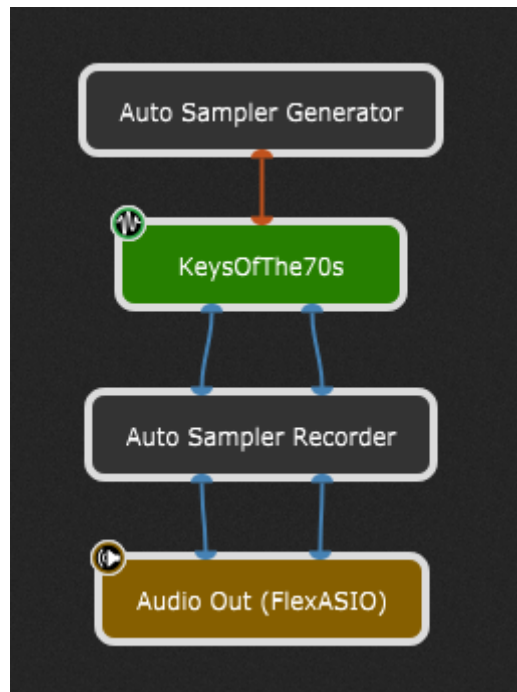 Auto Sampler Generator
KeysOfThe70s
Auto Sampler Recorder
Audio Out (FlexASIO)